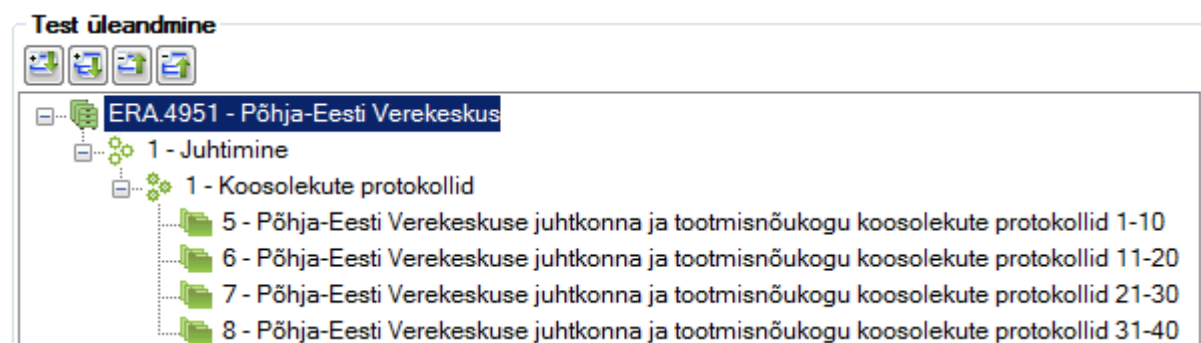 Test üleandmine
ERA.4951 - Põhja-Eesti Verekeskus
1 - Juhtimine
1 - Koosolekute protokollid
5 - Põhja-Eesti Verekeskuse juhtkonna ja tootmisnõukogu koosolekute protokollid 1-10
6 - Põhja-Eesti Verekeskuse juhtkonna ja tootmisnõukogu koosolekute protokollid 11-20
7 - Põhja-Eesti Verekeskuse juhtkonna ja tootmisnõukogu koosolekute protokollid 21-30
8 - Põhja-Eesti Verekeskuse juhtkonna ja tootmisnõukogu koosolekute protokollid 31-40